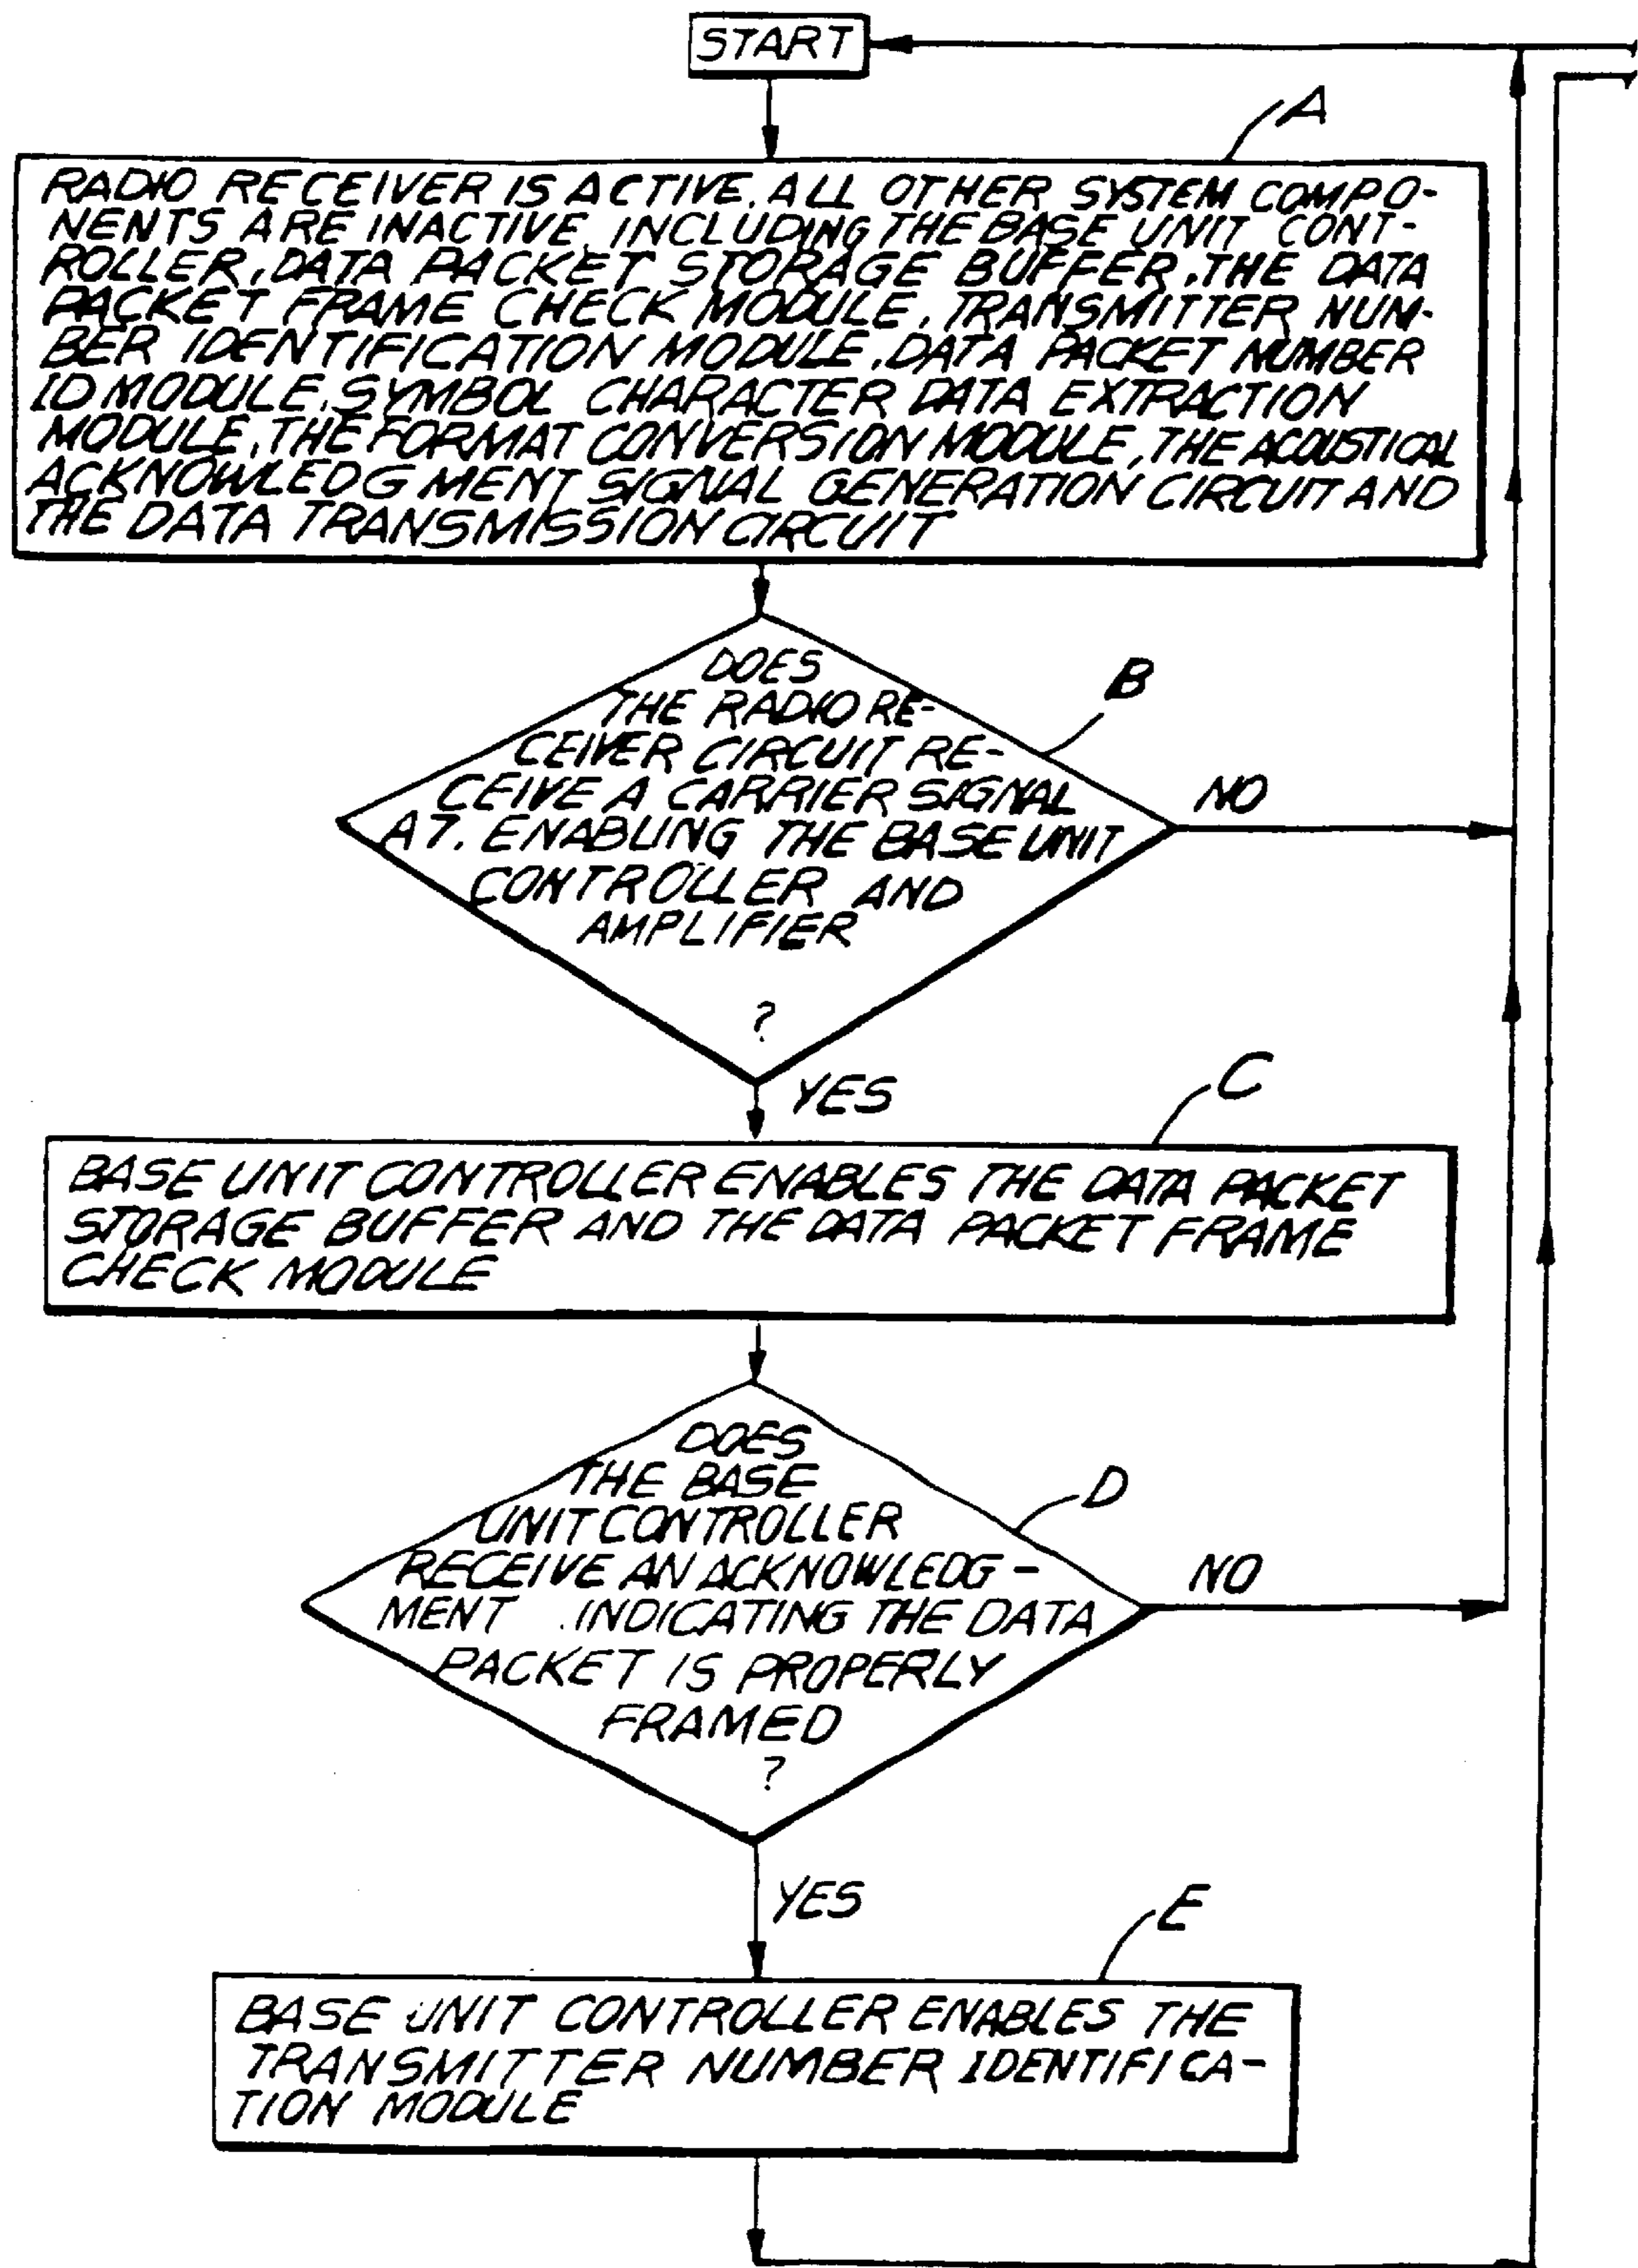 START
A
RADIO RECEIVER IS ACTIVE. ALL OTHER SYSTEM COMPO-
NENTS ARE INACTIVE, INCLUDING THE BASE UNIT CONT-
ROLLER, DATA PACKET STORAGE BUFFER, THE DATA
PACKET FRAME CHECK MODULE, TRANSMITTER NUM-
BER IDENTIFICATION MODULE, DATA PACKET NUMBER
ID MODULE, SYMBOL CHARACTER DATA EXTRACTION
MODULE, THE FORMAT CONVERSION MODULE, THE ACOUSTICAL
ACKNOWLEDGMENT SIGNAL GENERATION CIRCUIT AND
THE DATA TRANSMISSION CIRCUIT
B
DOES
THE RADIO RE-
CEIVER CIRCUIT RE-
CEIVE A CARRIER SIGNAL
AT. ENABLING THE BASE UNIT
CONTROLLER AND
AMPLIFIER
?
NO
YES
C
BASE UNIT CONTROLLER ENABLES THE DATA PACKET
STORAGE BUFFER AND THE DATA PACKET FRAME
CHECK MODULE
D
DOES
THE BASE
UNIT CONTROLLER
RECEIVE AN ACKNOWLEDG-
MENT . INDICATING THE DATA
PACKET IS PROPERLY
FRAMED
?
NO
YES
E
BASE UNIT CONTROLLER ENABLES THE
TRANSMITTER NUMBER IDENTIFICA-
TION MODULE